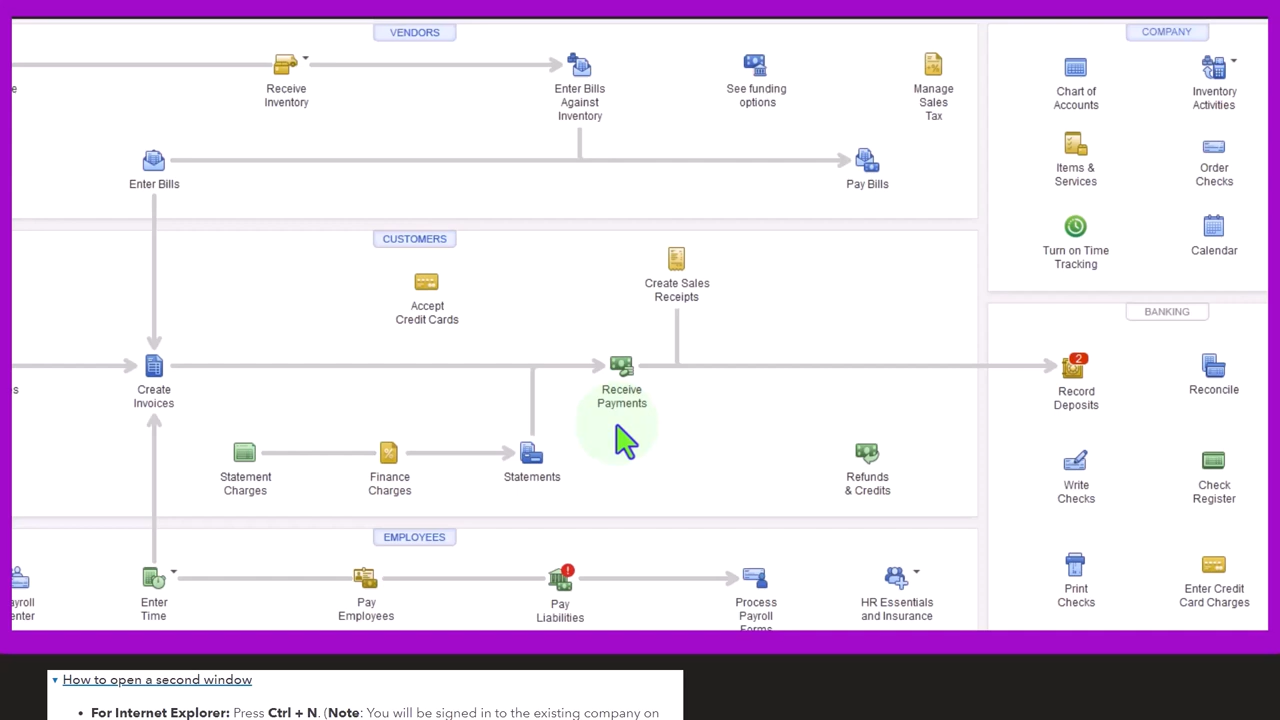 VENDORS
COMPANY
e
Receive
Inventory
Enter Bills
Against
Inventory
See funding
options
Manage
Sales
Tax
Chart of
Accounts
Inventory
Activities
Enter Bills
Pay Bills
Items &
Services
Order
Checks
CUSTOMERS
Turn on Time
Tracking
Calendar
Accept
Credit Cards
Create Sales
Receipts
BANKING
s
Create
Invoices
Receive
Payments
2
Record
Deposits
Reconcile
Statement
Charges
Finance
Charges
Statements
Refunds
& Credits
Write
Checks
Check
Register
EMPLOYEES
ayroll
enter
Enter
Time
Pay
Employees
!
Pay
Liabilities
Process
Payroll
Forms
HR Essentials
and Insurance
Print
Checks
Enter Credit
Card Charges
How to open a second window
• For Internet Explorer: Press Ctrl + N. (Note: You will be signed in to the existing company on